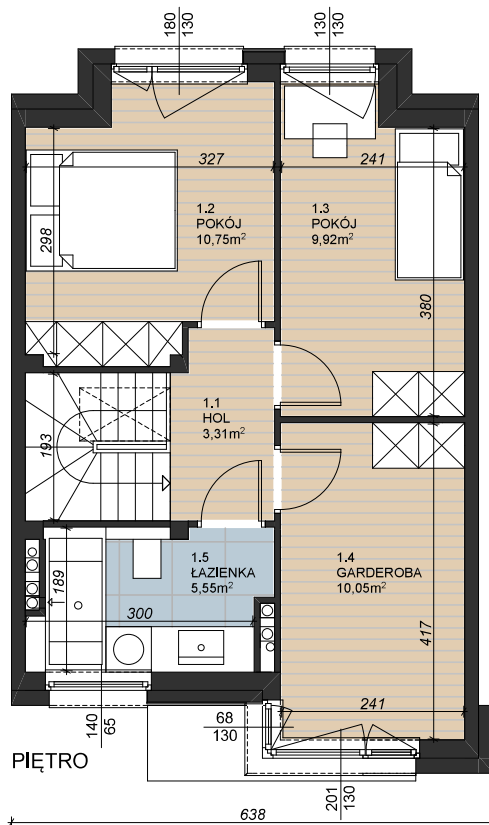 180
130
130
130
327
241
1.2
POKÓJ
10,75m²
1.3
POKÓJ
9,92m²
298
380
1.1
HOL
3,31m²
193
1.5
ŁAZIENKA
5,55m²
1.4
GARDEROBA
10,05m²
189
300
417
241
140
65
68
130
PIĘTRO
201
130
638